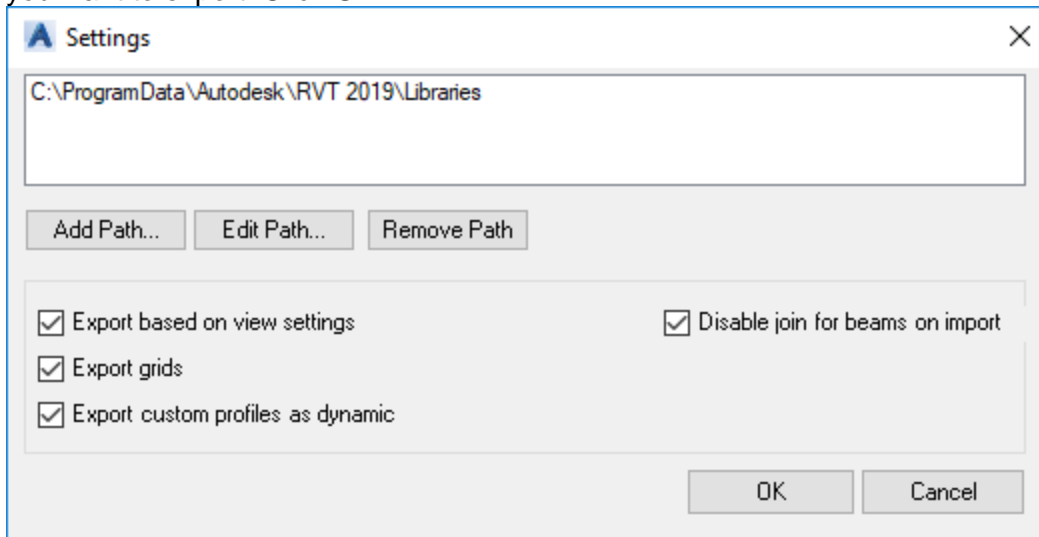 Settings
C:\ProgramData\Autodesk\RVT 2019\Libraries
Add Path... Edit Path... Remove Path
Export based on view settings Disable join for beams on import
Export grids
Export custom profiles as dynamic
OK Cancel